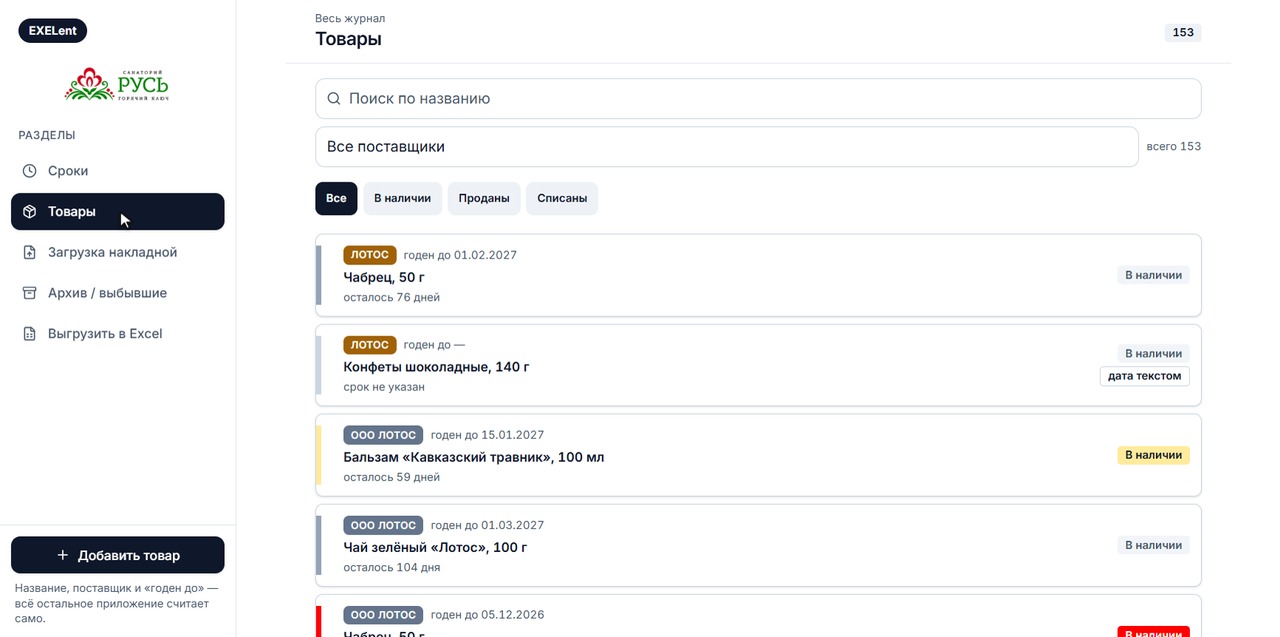 EXELent
САНАТОРИЙ
РУСЬ
ГОРЯЧИЙ КЛЮЧ
РАЗДЕЛЫ
Сроки
Товары
Загрузка накладной
Архив / выбывшие
Выгрузить в Excel
+ Добавить товар
Название, поставщик и «годен до» —
всё остальное приложение считает
само.
Весь журнал
Товары
153
Поиск по названию
Все поставщики
всего 153
Все
В наличии
Проданы
Списаны
ЛОТОС годен до 01.02.2027
Чабрец, 50 г
осталось 76 дней
В наличии
ЛОТОС годен до —
Конфеты шоколадные, 140 г
срок не указан
В наличии
дата текстом
ООО ЛОТОС годен до 15.01.2027
Бальзам «Кавказский травник», 100 мл
осталось 59 дней
В наличии
ООО ЛОТОС годен до 01.03.2027
Чай зелёный «Лотос», 100 г
осталось 104 дня
В наличии
ООО ЛОТОС годен до 05.12.2026
Чабрец, 50 г
В наличии